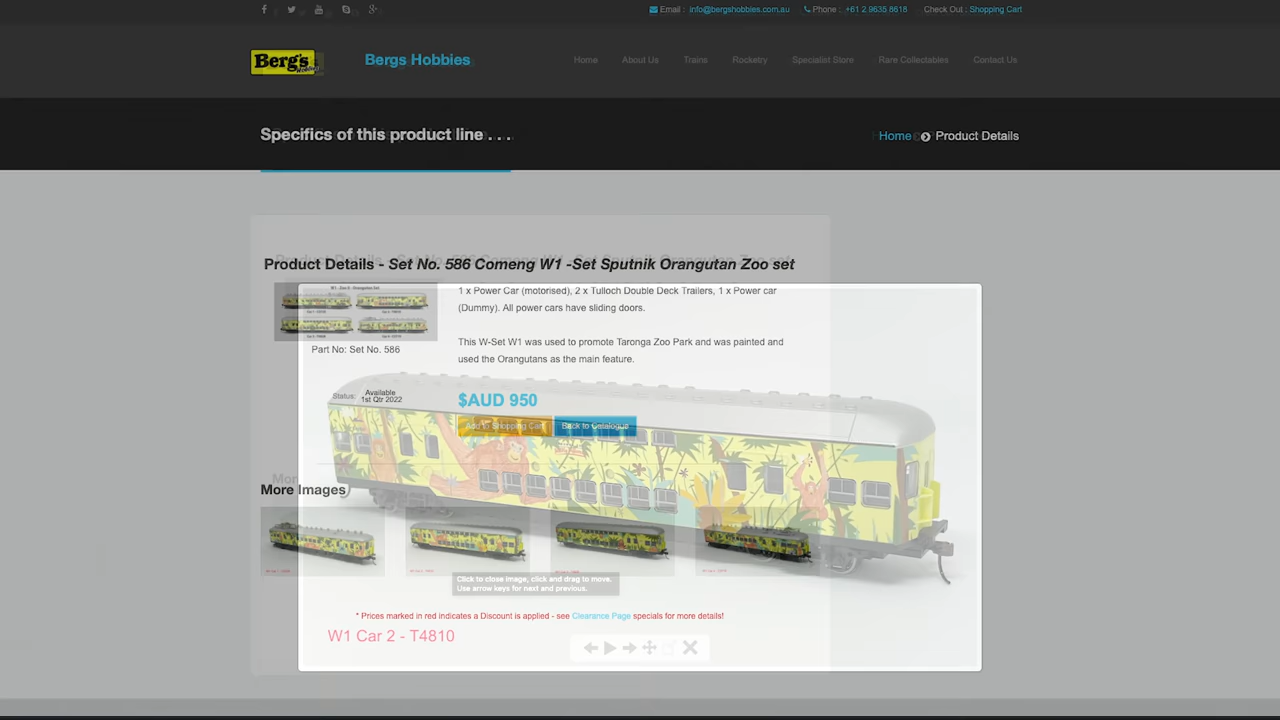 Email : info@bergshobbies.com.au Phone : +61 2 9635 8618 Check Out : Shopping Cart
Berg's
Bergs Hobbies
Home About Us Trains Rocketry Specialist Store Rare Collectables Contact Us
Specifics of this product line . . .
Home Product Details
Product Details - Set No. 586 Comeng W1 -Set Sputnik Orangutan Zoo set
1 x Power Car (motorised), 2 x Tulloch Double Deck Trailers, 1 x Power car
(Dummy). All power cars have sliding doors.
Part No: Set No. 586
This W-Set W1 was used to promote Taronga Zoo Park and was painted and
used the Orangutans as the main feature.
Status: Available
1st Qtr 2022
$AUD 950
Add to Shopping Cart Back to Catalogue
More Images
Click to close image, click and drag to move.
Use arrow keys for next and previous.
* Prices marked in red indicates a Discount is applied - see Clearance Page specials for more details!
W1 Car 2 - T4810